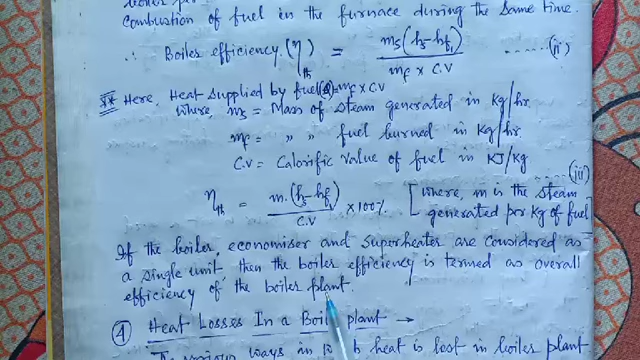 combustion of fuel in the furnace during the same time.
∴ Boiler efficiency (η)th = ms(hs-hf1) / mf × C.V ......(ii)
** Here, Heat Supplied by fuel(s)=mf × C.V
where, ms = Mass of steam generated in Kg/hr
mf = ,, ,, fuel burned in Kg/hr
C.V = Calorific value of fuel in KJ/Kg
ηth = m.(hs-hf1) / C.V × 100% [where, m is the steam generated per Kg of fuel] ...(iii)
If the boiler, economiser and Superheater are considered as
a single unit then the boiler efficiency is termed as overall
efficiency of the boiler plant.
④ Heat Losses In a Boiler plant →
heat is lost in boiler plant